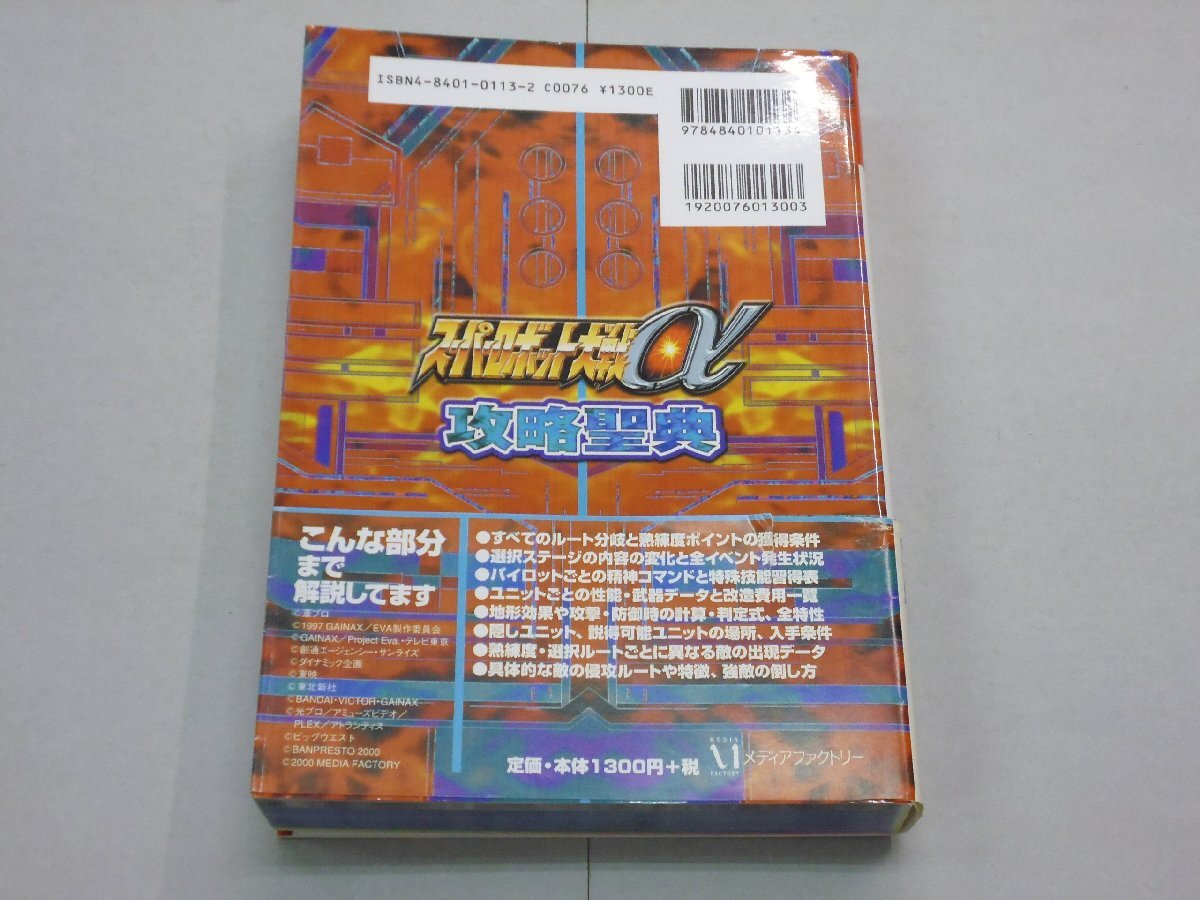 ISBN4-8401-0113-2 C0076 ¥1300E
9784840101134
1920076013003
スーパーロボット大戦α
攻略聖典
こんな部分
まで
解説してます
●すべてのルート分岐と熟練度ポイントの獲得条件
●選択ステージの内容の変化と全イベント発生状況
●パイロットごとの精神コマンドと特殊技能習得表
●ユニットごとの性能・武器データと改造費用一覧
●地形効果や攻撃・防御時の計算・判定式、全特性
●隠しユニット、説得可能ユニットの場所、入手条件
●熟練度・選択ルートごとに異なる敵の出現データ
●具体的な敵の侵攻ルートや特徴、強敵の倒し方
©葦プロ
©1997 GAINAX／EVA製作委員会
©GAINAX／Project Eva.・テレビ東京
©創通エージェンシー・サンライズ
©ダイナミック企画
©東映
©東北新社
©BANDAI・VICTOR・GAINAX
©光プロ／アミューズビデオ／
PLEX／アトランティス
©ビッグウエスト
©BANPRESTO 2000
©2000 MEDIA FACTORY
定価・本体1300円＋税
MEDIA
FACTORY
メディアファクトリー